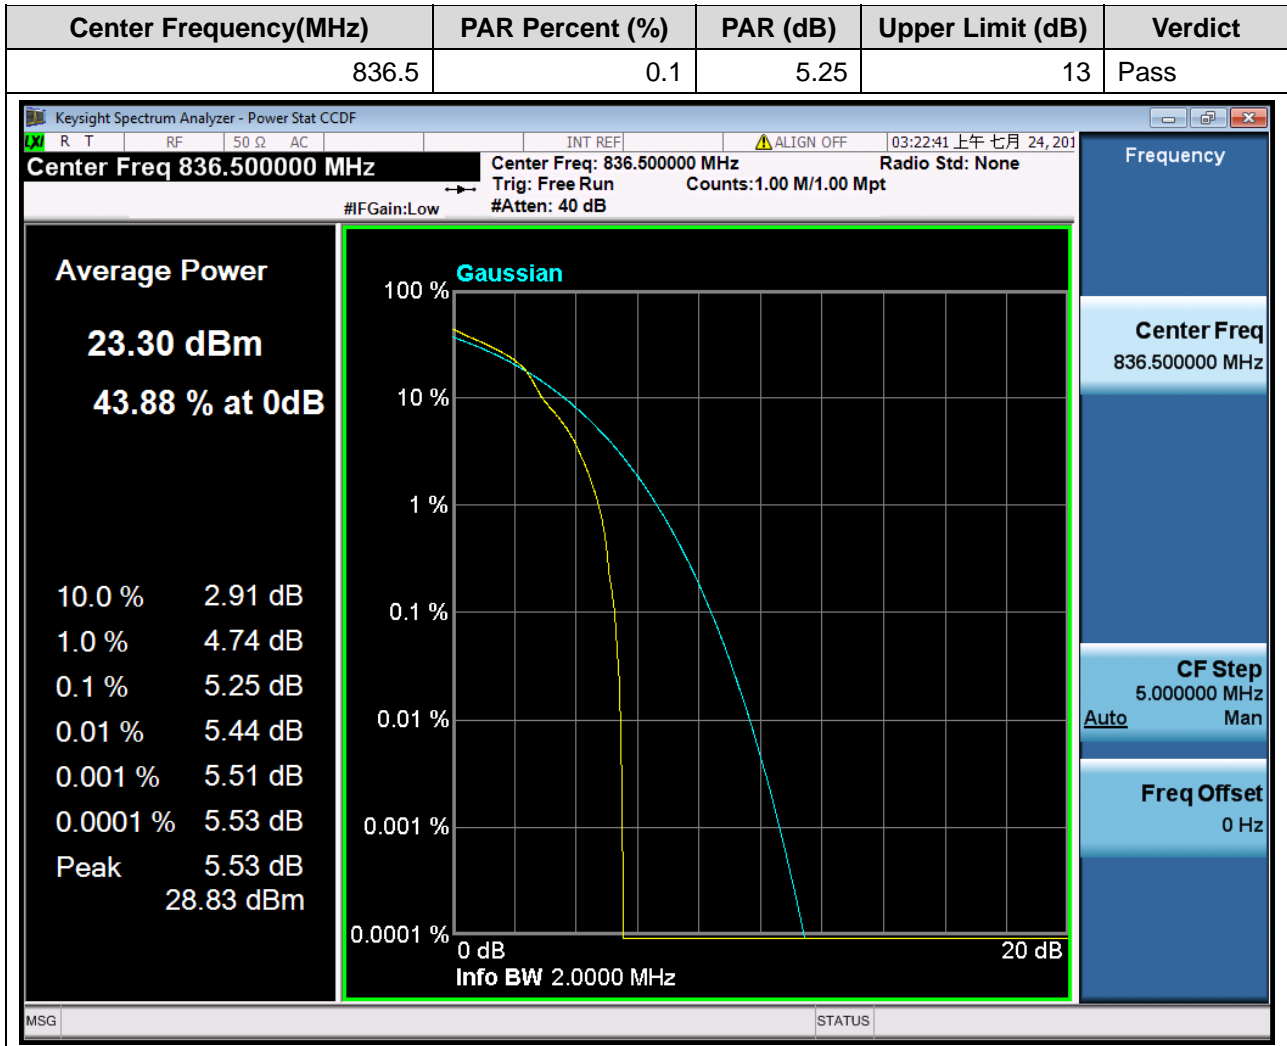 Center Frequency(MHz) PAR Percent (%) PAR (dB) Upper Limit (dB) Verdict
836.5 0.1 5.25 13 Pass
Keysight Spectrum Analyzer - Power Stat CCDF
LXI R T RF 50 Ω AC INT REF ALIGN OFF 03:22:41 上午 七月 24, 201
Center Freq 836.500000 MHz
Center Freq: 836.500000 MHz Radio Std: None
Trig: Free Run Counts:1.00 M/1.00 Mpt
#IFGain:Low #Atten: 40 dB
Average Power
23.30 dBm
43.88 % at 0dB
10.0 % 2.91 dB
1.0 % 4.74 dB
0.1 % 5.25 dB
0.01 % 5.44 dB
0.001 % 5.51 dB
0.0001 % 5.53 dB
Peak 5.53 dB
28.83 dBm
Gaussian
100 %
10 %
1 %
0.1 %
0.01 %
0.001 %
0.0001 %
0 dB 20 dB
Info BW 2.0000 MHz
Frequency
Center Freq
836.500000 MHz
CF Step
5.000000 MHz
Auto Man
Freq Offset
0 Hz
MSG STATUS